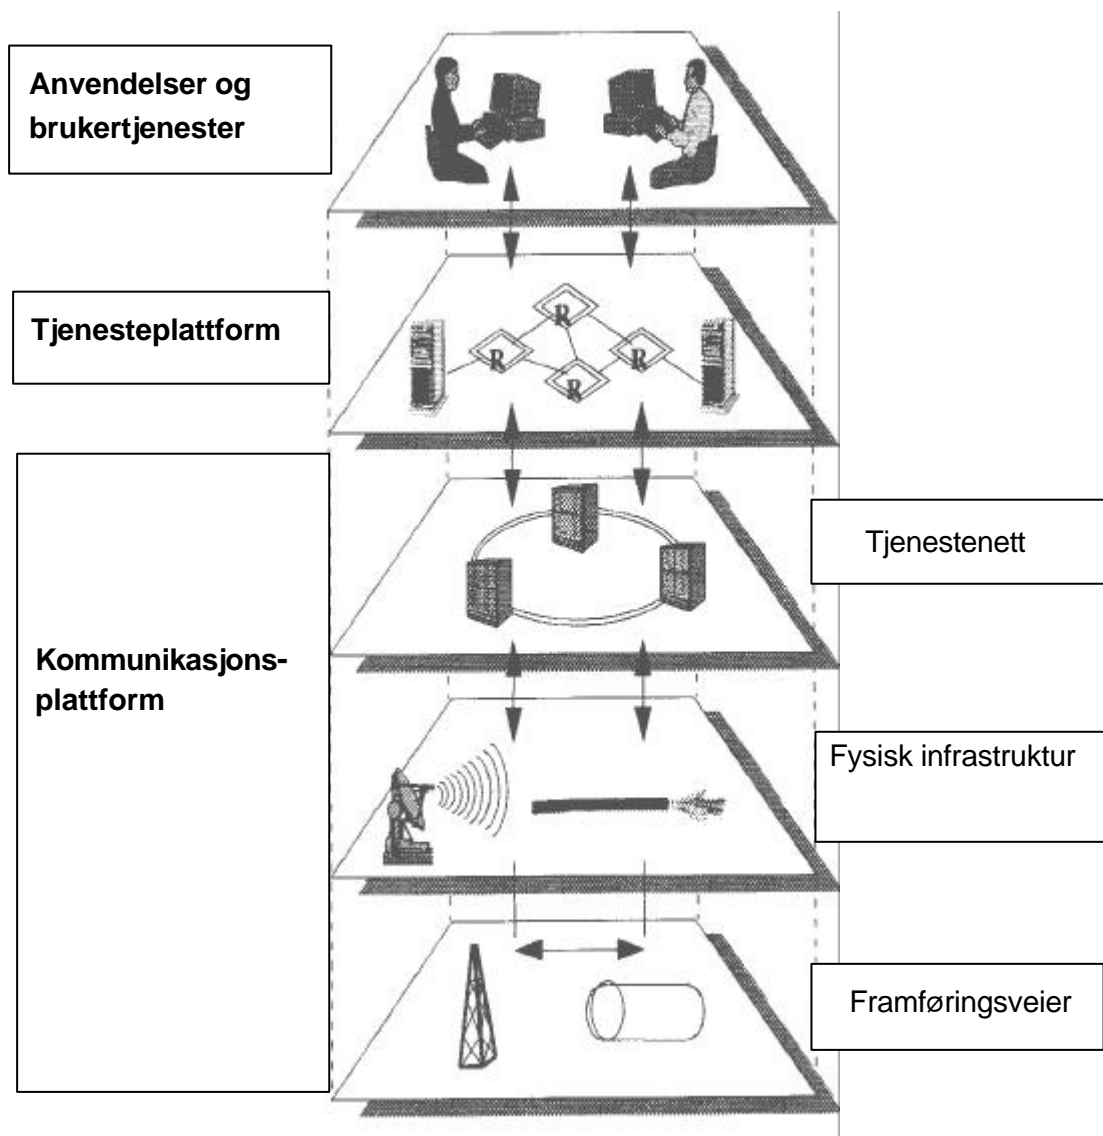 Anvendelser og
brukertjenester
Tjenesteplattform
R
R
R
R
Tjenestenett
Kommunikasjons-
plattform
Fysisk infrastruktur
Framføringsveier